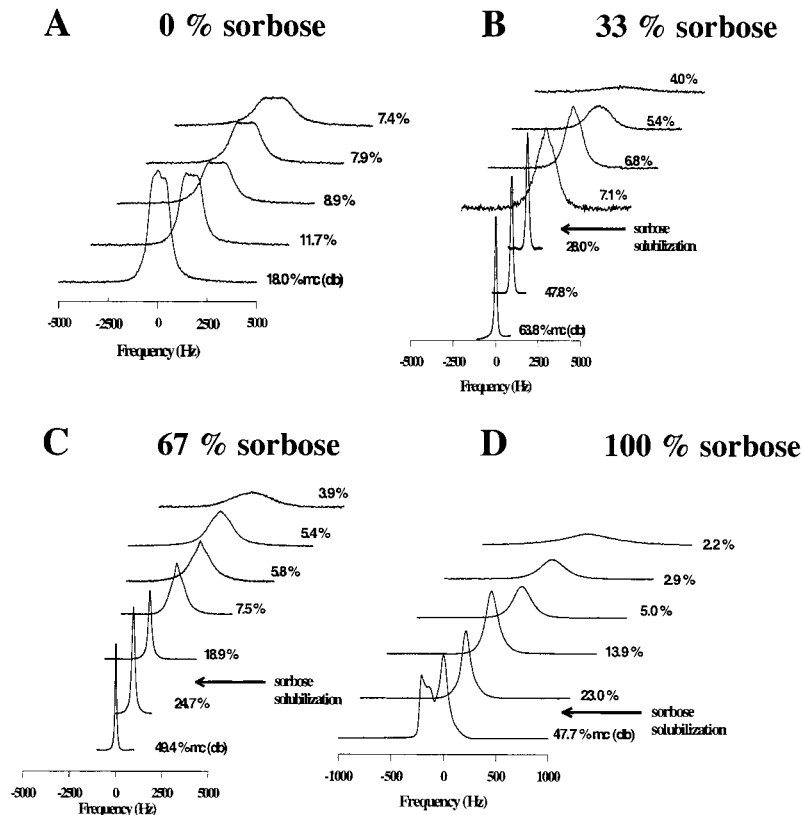 A 0 % sorbose
7.4%
7.9%
8.9%
11.7%
18.0%mc(db)
-5000 -2500 0 2500 5000
Frequency (Hz)
B 33 % sorbose
4.0%
5.4%
6.8%
7.1%
sorbose
solubilization
28.0%
47.8%
63.8%mc(db)
-5000 -2500 0 2500 5000
Frequency (Hz)
C 67 % sorbose
3.9%
5.4%
5.8%
7.5%
18.9%
sorbose
solubilization
24.7%
49.4%mc(db)
-5000 -2500 0 2500 5000
Frequency (Hz)
D 100 % sorbose
2.2%
2.9%
5.0%
13.9%
23.0%
sorbose
solubilization
47.7%mc(db)
-1000 -500 0 500 1000
Frequency (Hz)